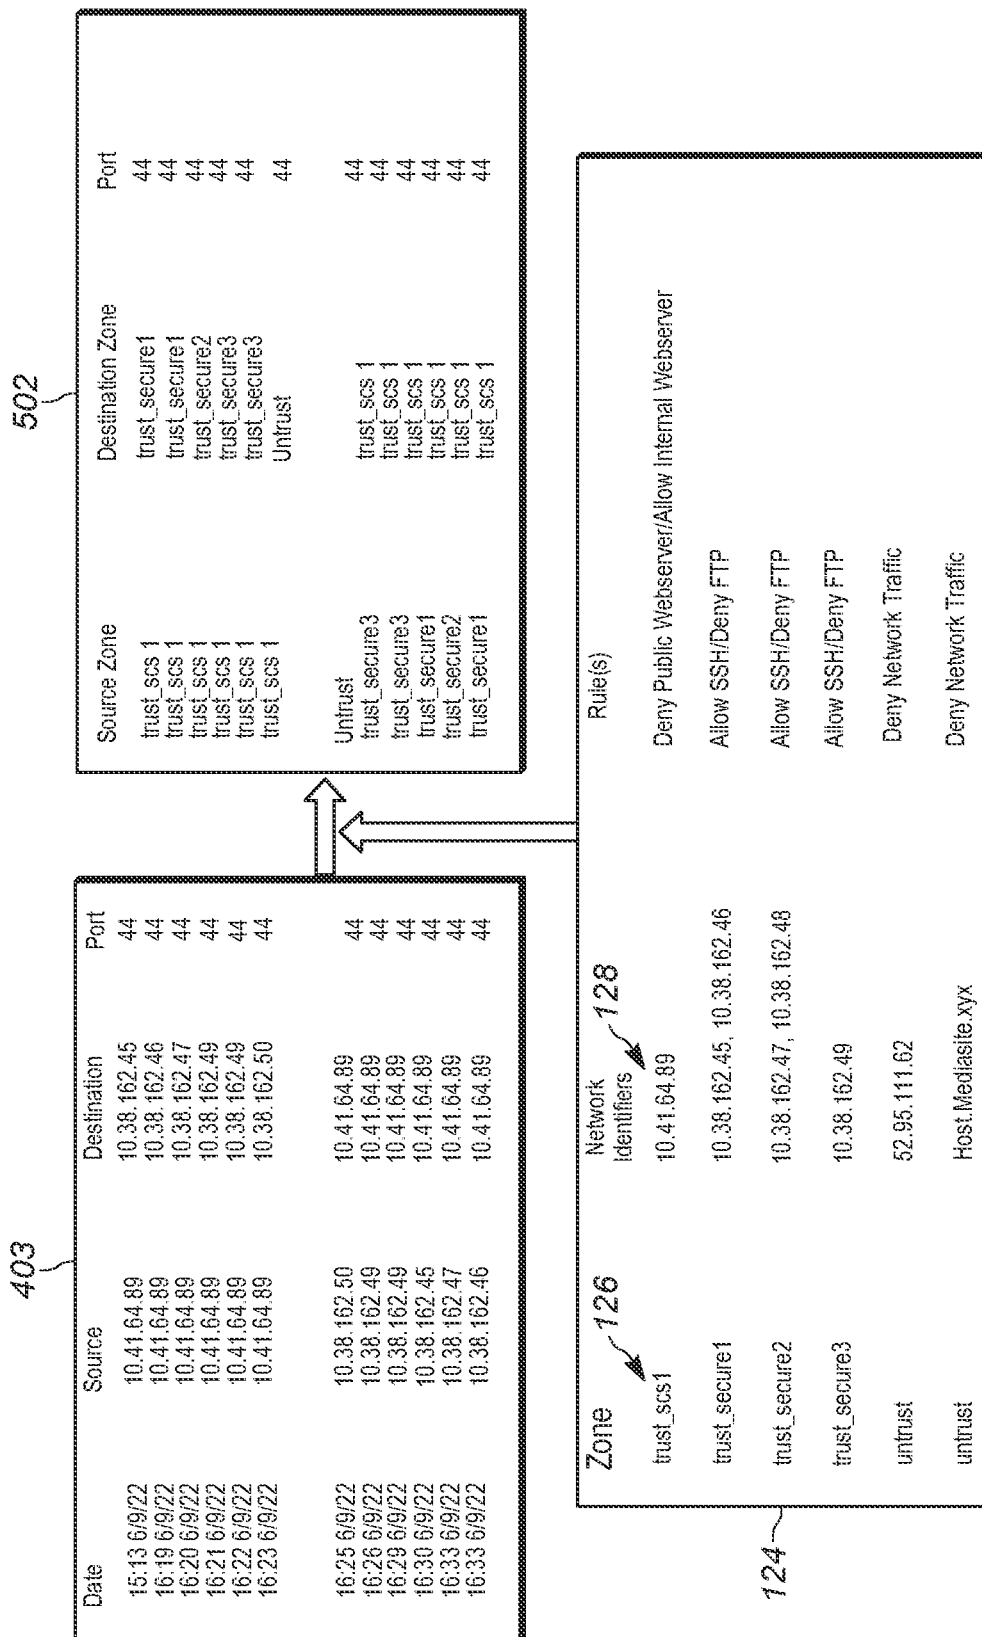 403
Date Source Destination Port
15:13 6/9/22 10.41.64.89 10.38.162.45 44
16:19 6/9/22 10.41.64.89 10.38.162.46 44
16:20 6/9/22 10.41.64.89 10.38.162.47 44
16:21 6/9/22 10.41.64.89 10.38.162.49 44
16:22 6/9/22 10.41.64.89 10.38.162.49 44
16:23 6/9/22 10.41.64.89 10.38.162.50 44
16:25 6/9/22 10.38.162.50 10.41.64.89 44
16:26 6/9/22 10.38.162.49 10.41.64.89 44
16:29 6/9/22 10.38.162.49 10.41.64.89 44
16:30 6/9/22 10.38.162.45 10.41.64.89 44
16:33 6/9/22 10.38.162.47 10.41.64.89 44
16:33 6/9/22 10.38.162.46 10.41.64.89 44
502
Source Zone Destination Zone Port
trust_scs 1 trust_secure1 44
trust_scs 1 trust_secure1 44
trust_scs 1 trust_secure2 44
trust_scs 1 trust_secure3 44
trust_scs 1 trust_secure3 44
trust_scs 1 Untrust 44
Untrust trust_scs 1 44
trust_secure3 trust_scs 1 44
trust_secure3 trust_scs 1 44
trust_secure1 trust_scs 1 44
trust_secure2 trust_scs 1 44
trust_secure1 trust_scs 1 44
124
Zone 126 Network Identifiers 128 Rule(s)
trust_scs1 10.41.64.89 Deny Public Webserver/Allow Internal Webserver
trust_secure1 10.38.162.45, 10.38.162.46 Allow SSH/Deny FTP
trust_secure2 10.38.162.47, 10.38.162.48 Allow SSH/Deny FTP
trust_secure3 10.38.162.49 Allow SSH/Deny FTP
untrust 52.95.111.62 Deny Network Traffic
untrust Host.Mediasite.xyx Deny Network Traffic